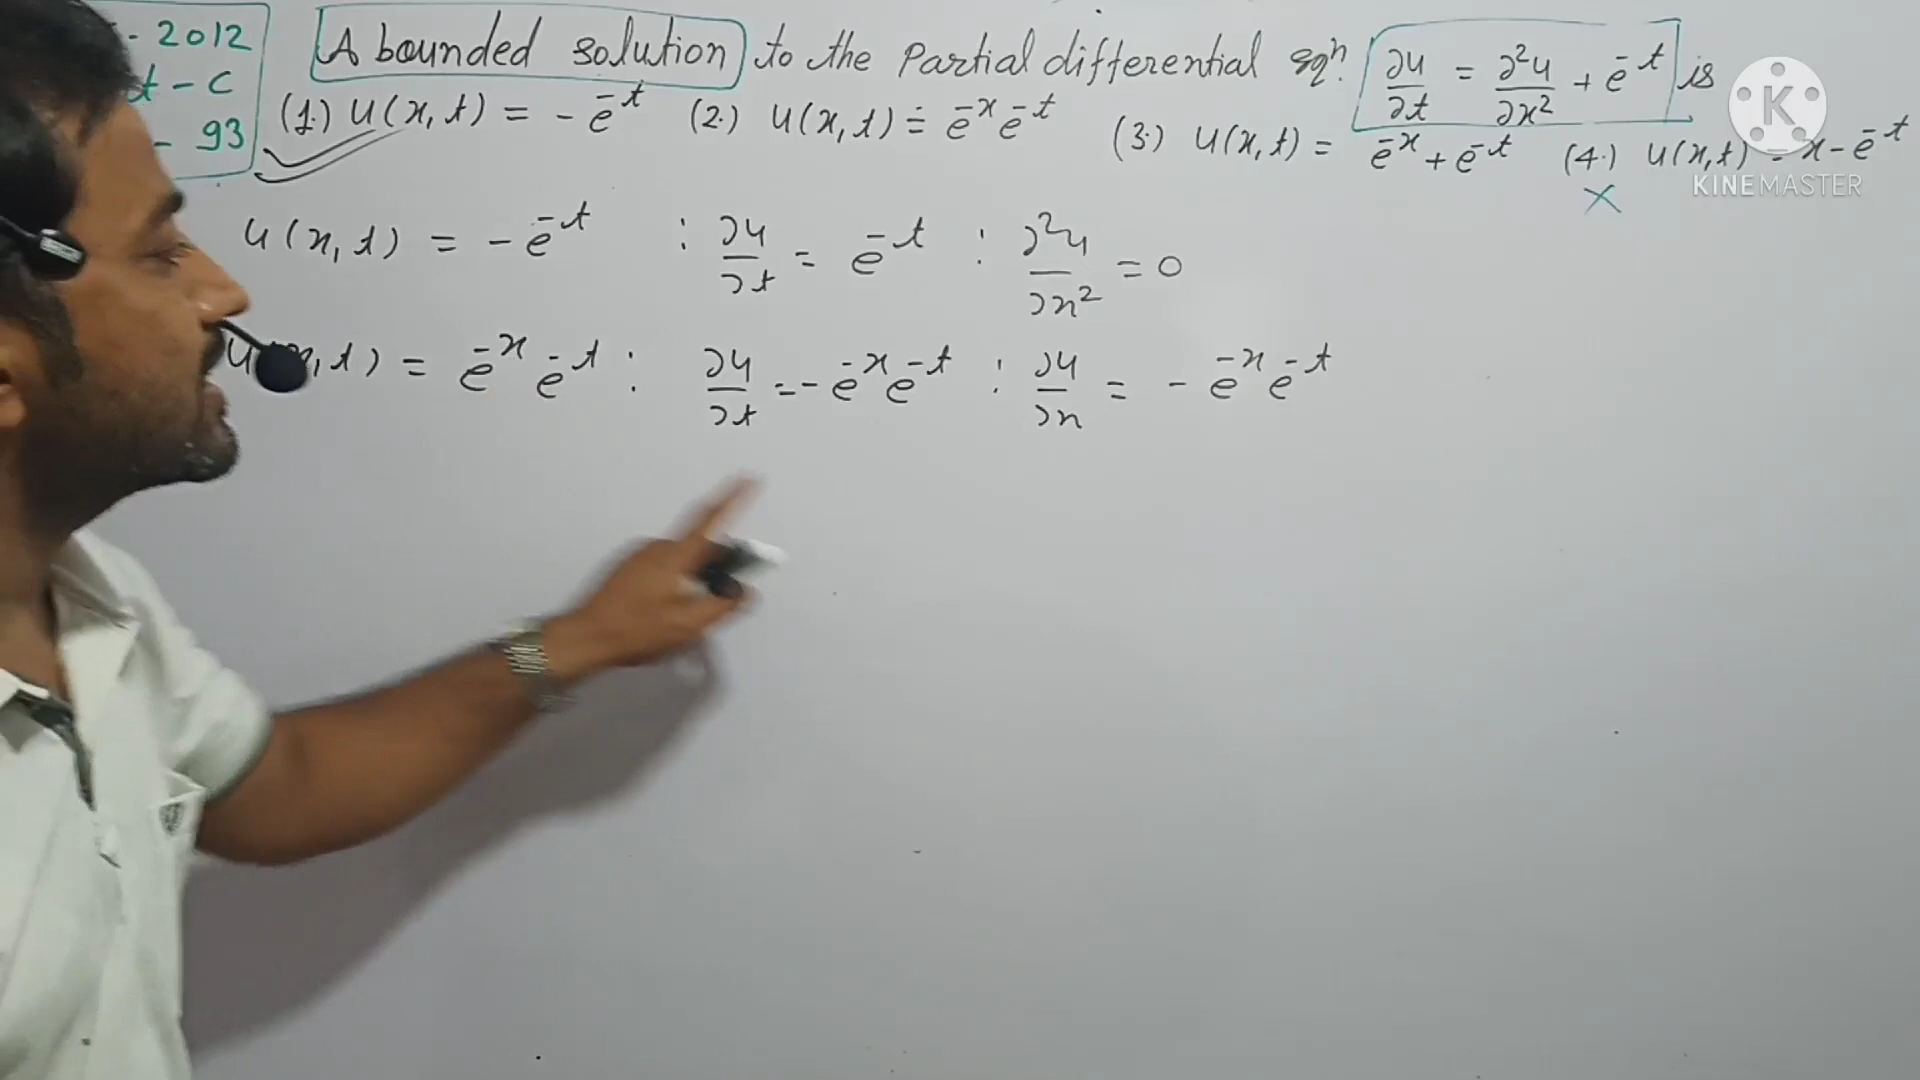 - 2012
t - C
- 93
A bounded solution to the Partial differential eqⁿ. ∂u/∂t = ∂²u/∂x² + e^-t is
(1.) u(x,t) = - e^-t (2.) u(x,t) = e^-x e^-t (3.) u(x,t) = e^-x + e^-t (4.) u(x,t) = x - e^-t
×
u(x,t) = - e^-t : ∂u/∂t = e^-t : ∂²u/∂x² = 0
u(x,t) = e^-x e^-t : ∂u/∂t = - e^-x e^-t : ∂u/∂x = - e^-x e^-t
K
KINEMASTER